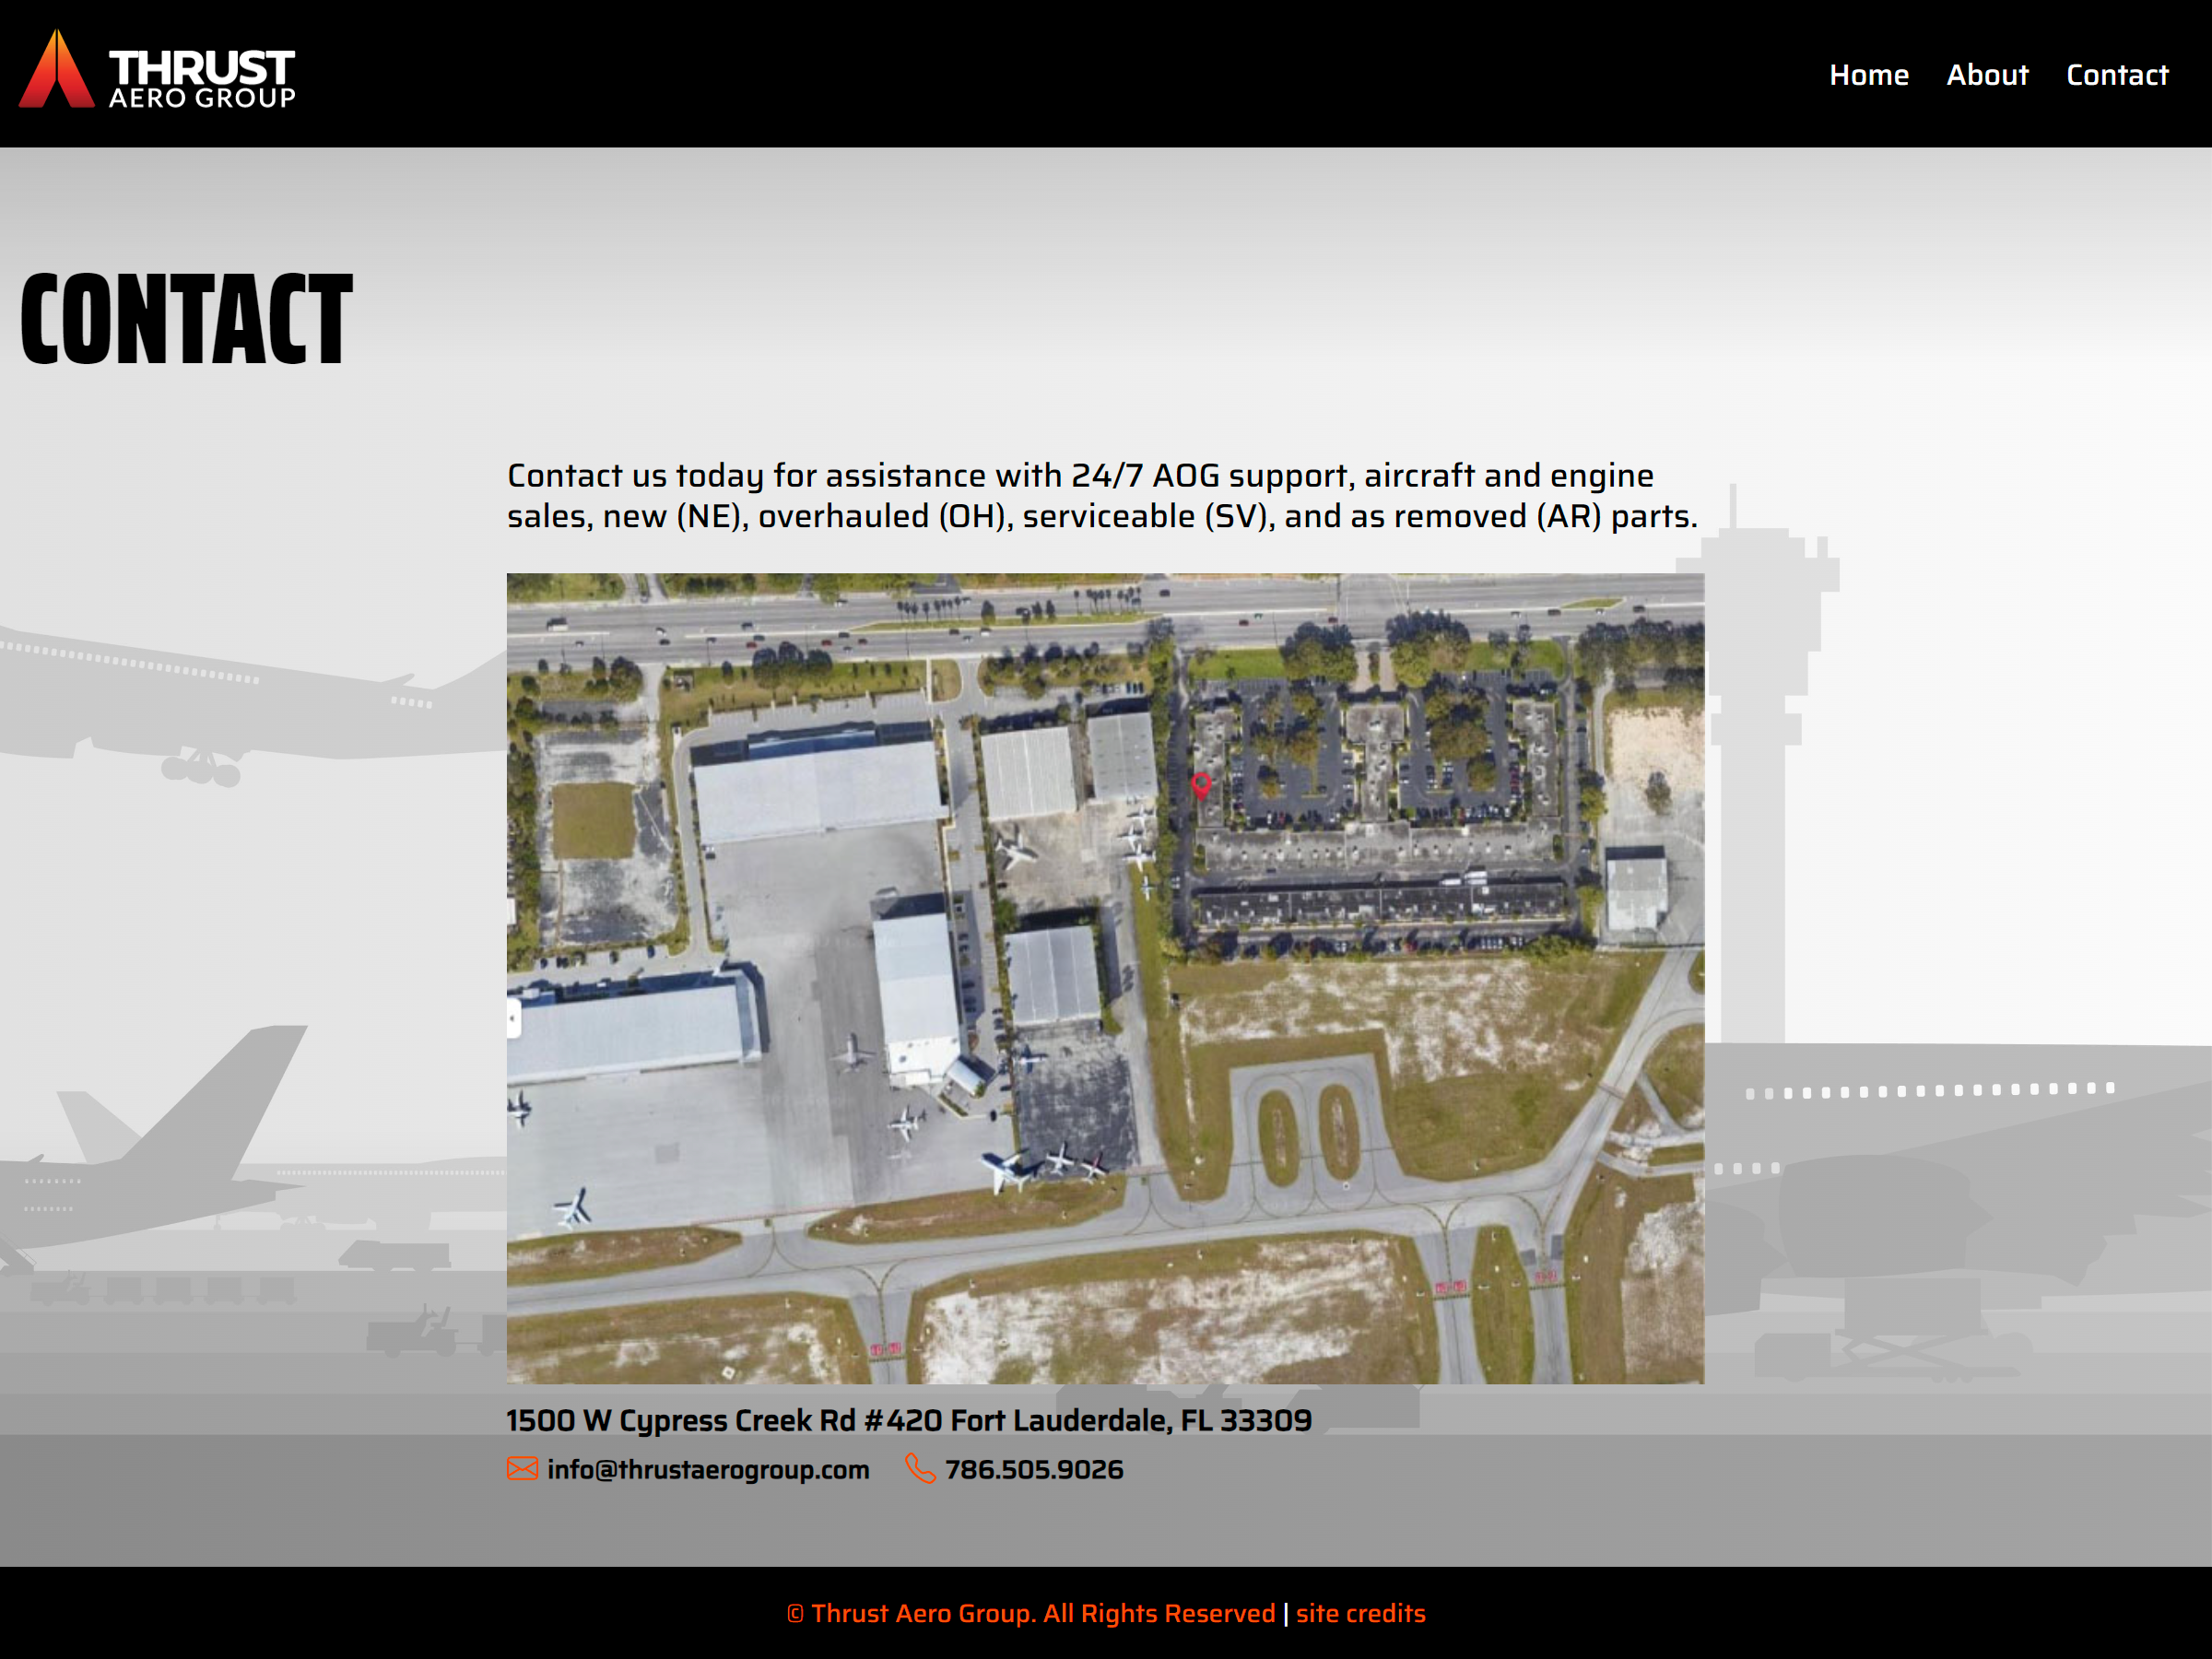 THRUST
AERO GROUP
Home About Contact
CONTACT
Contact us today for assistance with 24/7 AOG support, aircraft and engine
sales, new (NE), overhauled (OH), serviceable (SV), and as removed (AR) parts.
1500 W Cypress Creek Rd #420 Fort Lauderdale, FL 33309
info@thrustaerogroup.com 786.505.9026
© Thrust Aero Group. All Rights Reserved | site credits